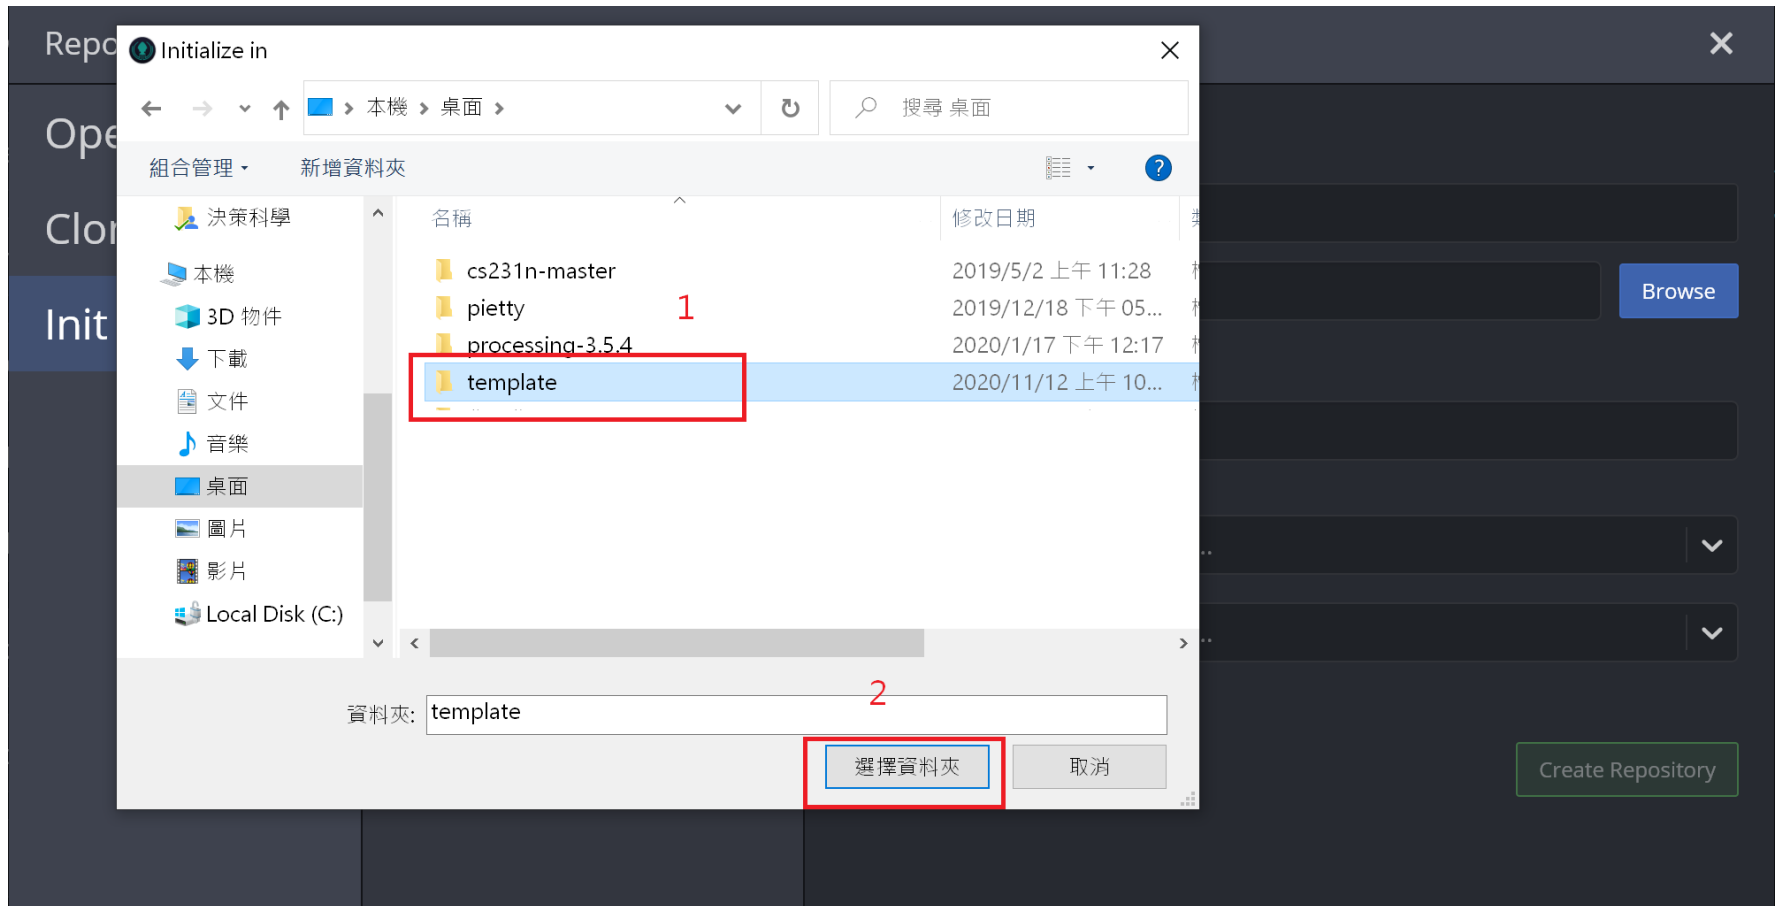 Repo
Initialize in
本機 桌面
搜尋 桌面
Ope
組合管理
新增資料夾
?
Clon
Init
決策科學
本機
3D 物件
下載
文件
音樂
桌面
圖片
影片
Local Disk (C:)
名稱 修改日期
cs231n-master 2019/5/2 上午 11:28
pietty 2019/12/18 下午 05...
1
processing-3.5.4 2020/1/17 下午 12:17
template 2020/11/12 上午 10...
Browse
..
..
2
資料夾: template
選擇資料夾
取消
Create Repository